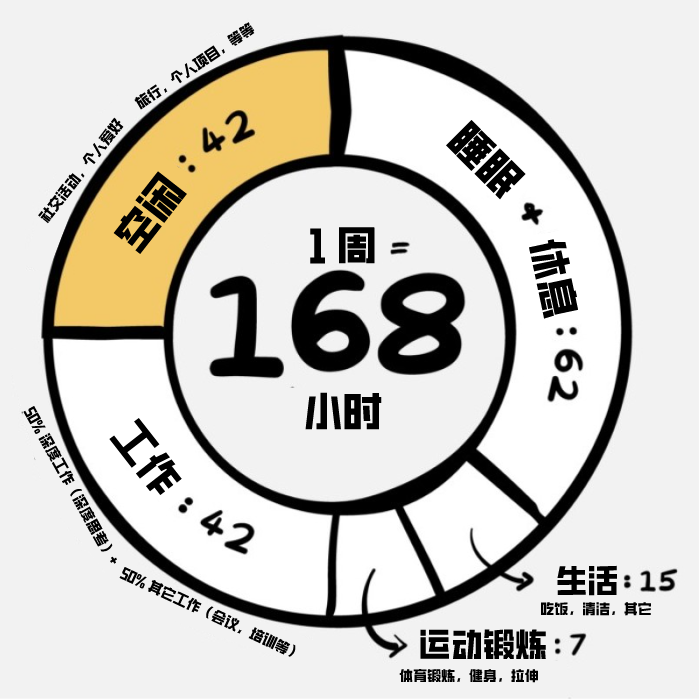 1周 =
168
小时
睡眠 + 休息:62
生活:15
吃饭，清洁，其它
运动锻炼:7
体育锻炼，健身，拉伸
工作:42
50% 深度工作（深度思考）+ 50% 其它工作（会议，培训等）
空闲:42
社交活动，个人爱好 旅行，个人项目，等等